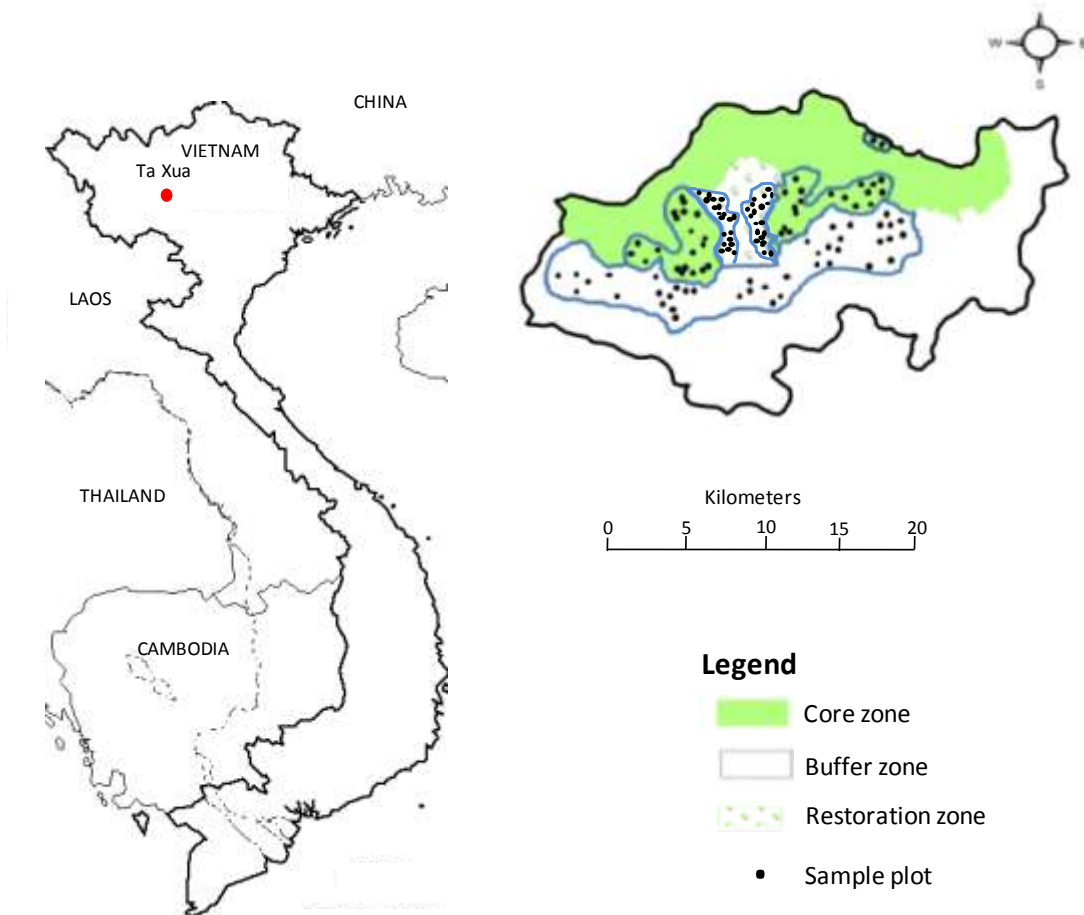 CHINA
VIETNAM
Ta Xua
LAOS
THAILAND
CAMBODIA
W
S
Kilometers
0 5 10 15 20
Legend
Core zone
Buffer zone
Restoration zone
Sample plot